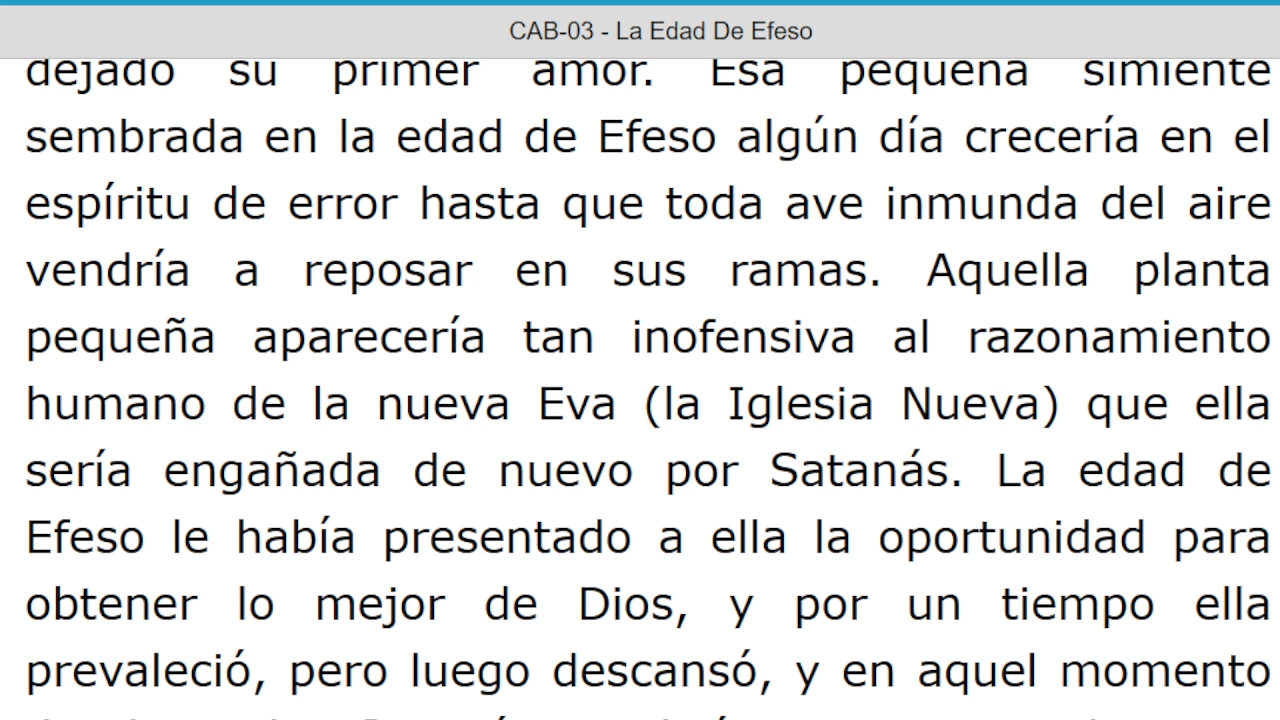 CAB-03 - La Edad De Efeso
dejado su primer amor. Esa pequeña simiente
sembrada en la edad de Efeso algún día crecería en el
espíritu de error hasta que toda ave inmunda del aire
vendría a reposar en sus ramas. Aquella planta
pequeña aparecería tan inofensiva al razonamiento
humano de la nueva Eva (la Iglesia Nueva) que ella
sería engañada de nuevo por Satanás. La edad de
Efeso le había presentado a ella la oportunidad para
obtener lo mejor de Dios, y por un tiempo ella
prevaleció, pero luego descansó, y en aquel momento